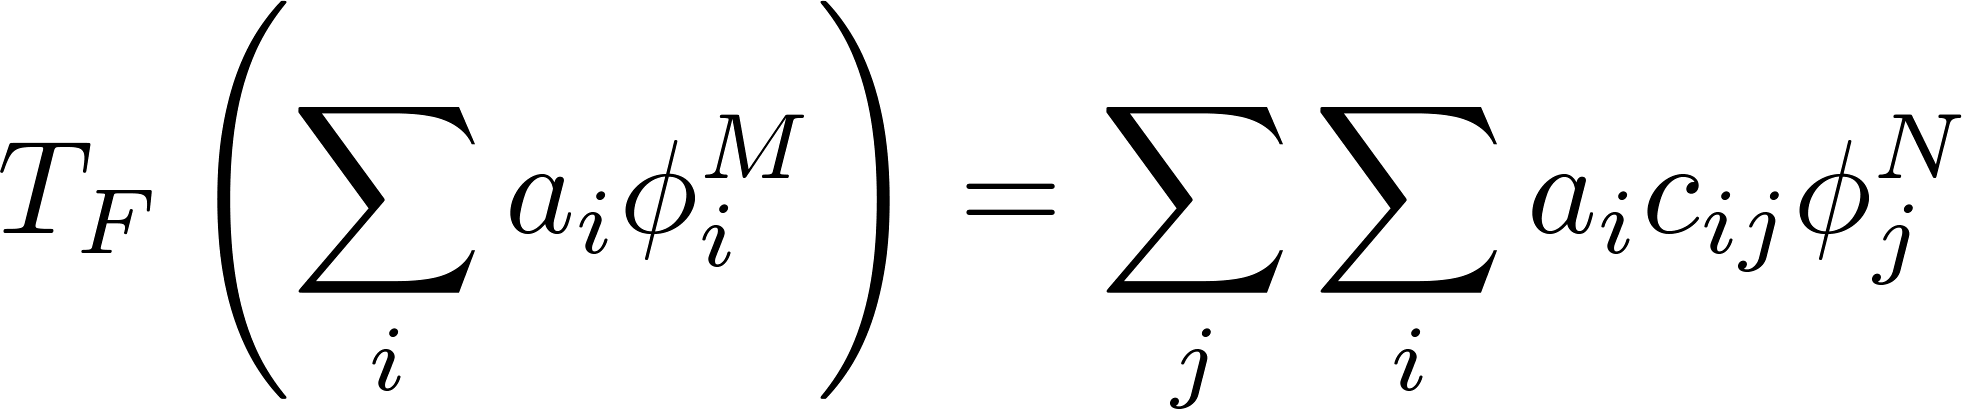 T_F \left( \sum_i a_i \phi_i^M \right) = \sum_j \sum_i a_i c_{ij} \phi_j^N